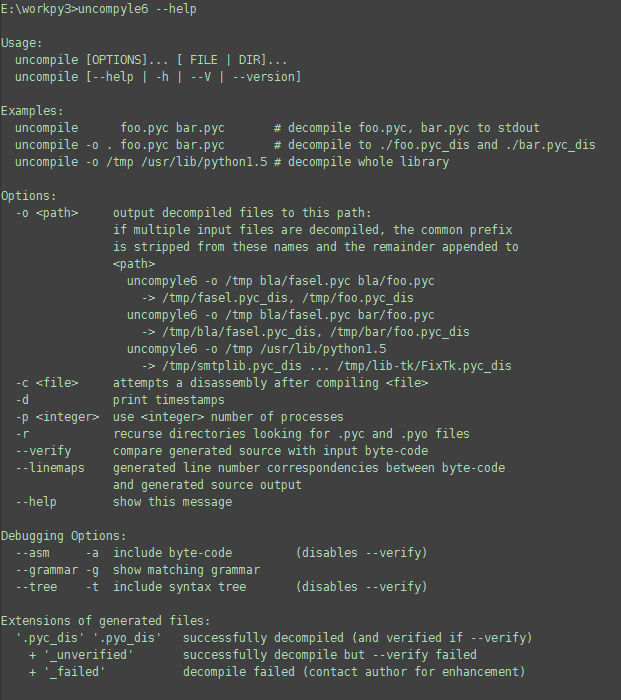 E:\workpy3>uncompyle6 --help
Usage:
uncompile [OPTIONS]... [ FILE | DIR]...
uncompile [--help | -h | --V | --version]
Examples:
uncompile      foo.pyc bar.pyc       # decompile foo.pyc, bar.pyc to stdout
uncompile -o . foo.pyc bar.pyc       # decompile to ./foo.pyc_dis and ./bar.pyc_dis
uncompile -o /tmp /usr/lib/python1.5 # decompile whole library
Options:
-o <path>     output decompiled files to this path:
if multiple input files are decompiled, the common prefix
is stripped from these names and the remainder appended to
<path>
uncompyle6 -o /tmp bla/fasel.pyc bla/foo.pyc
-> /tmp/fasel.pyc_dis, /tmp/foo.pyc_dis
uncompyle6 -o /tmp bla/fasel.pyc bar/foo.pyc
-> /tmp/bla/fasel.pyc_dis, /tmp/bar/foo.pyc_dis
uncompyle6 -o /tmp /usr/lib/python1.5
-> /tmp/smtplib.pyc_dis ... /tmp/lib-tk/FixTk.pyc_dis
-c <file>     attempts a disassembly after compiling <file>
-d            print timestamps
-p <integer>  use <integer> number of processes
-r            recurse directories looking for .pyc and .pyo files
--verify      compare generated source with input byte-code
--linemaps    generated line number correspondencies between byte-code
and generated source output
--help        show this message
Debugging Options:
--asm     -a  include byte-code         (disables --verify)
--grammar -g  show matching grammar
--tree    -t  include syntax tree       (disables --verify)
Extensions of generated files:
'.pyc_dis' '.pyo_dis'   successfully decompiled (and verified if --verify)
+ '_unverified'       successfully decompile but --verify failed
+ '_failed'           decompile failed (contact author for enhancement)